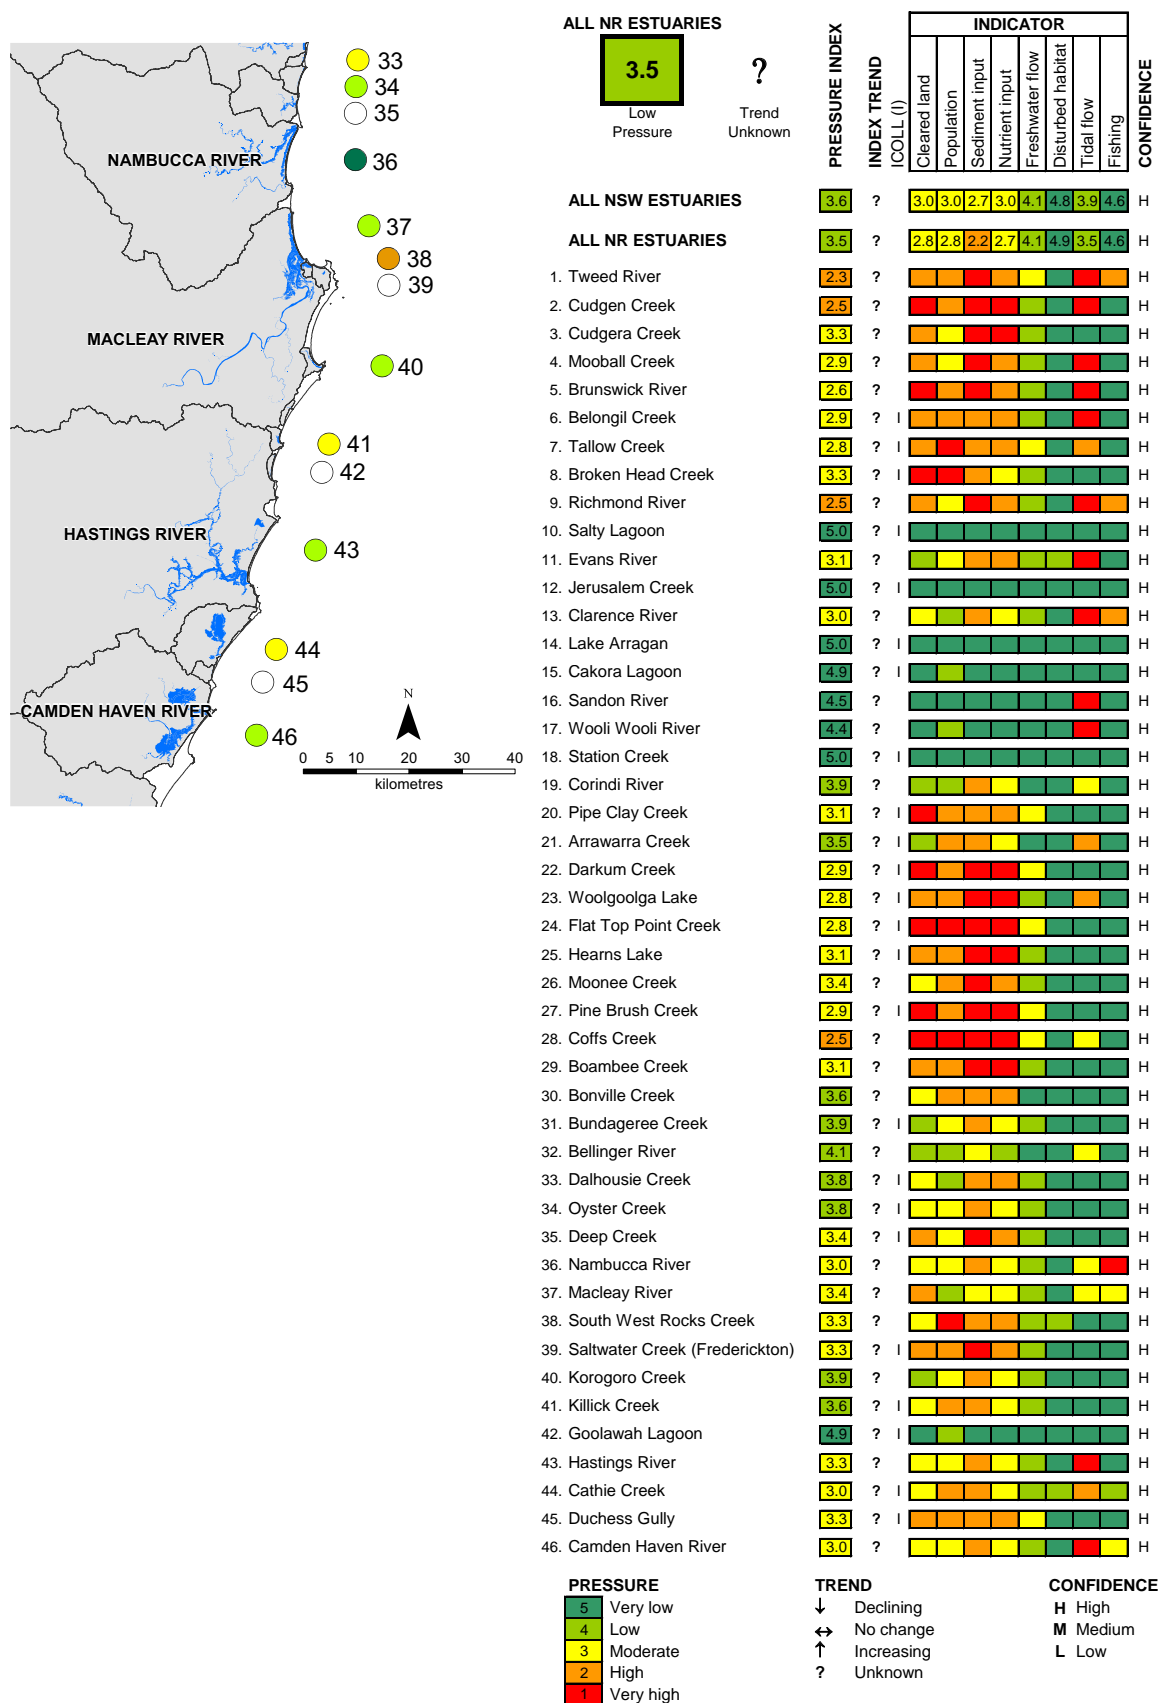 33
34
35
NAMBUCCA RIVER
36
37
38
39
MACLEAY RIVER
40
41
42
HASTINGS RIVER
43
44
45
CAMDEN HAVEN RIVER
46
N
0 10 20 30 40
kilometres
ALL NR ESTUARIES
3.5
Low
Pressure
?
Trend
Unknown
PRESSURE INDEX
INDEX TREND
ICOLL (I)
INDICATOR
Cleared land
Population
Sediment input
Nutrient input
Freshwater flow
Disturbed habitat
Tidal flow
Fishing
CONFIDENCE
ALL NSW ESTUARIES 3.6 ? 3.0 3.0 2.7 3.0 4.1 4.8 3.9 4.6 H
ALL NR ESTUARIES 3.5 ? 2.8 2.8 2.2 2.7 4.1 4.9 3.5 4.6 H
1. Tweed River 2.3 ? H
2. Cudgen Creek 2.5 ? H
3. Cudgera Creek 3.3 ? H
4. Mooball Creek 2.9 ? H
5. Brunswick River 2.6 ? H
6. Belongil Creek 2.9 ? I H
7. Tallow Creek 2.8 ? I H
8. Broken Head Creek 3.3 ? I H
9. Richmond River 2.5 ? H
10. Salty Lagoon 5.0 ? I H
11. Evans River 3.1 ? H
12. Jerusalem Creek 5.0 ? I H
13. Clarence River 3.0 ? H
14. Lake Arragan 5.0 ? I H
15. Cakora Lagoon 4.9 ? I H
16. Sandon River 4.5 ? H
17. Wooli Wooli River 4.4 ? H
18. Station Creek 5.0 ? I H
19. Corindi River 3.9 ? H
20. Pipe Clay Creek 3.1 ? I H
21. Arrawarra Creek 3.5 ? I H
22. Darkum Creek 2.9 ? I H
23. Woolgoolga Lake 2.8 ? I H
24. Flat Top Point Creek 2.8 ? I H
25. Hearns Lake 3.1 ? I H
26. Moonee Creek 3.4 ? H
27. Pine Brush Creek 2.9 ? I H
28. Coffs Creek 2.5 ? H
29. Boambee Creek 3.1 ? H
30. Bonville Creek 3.6 ? H
31. Bundageree Creek 3.9 ? I H
32. Bellinger River 4.1 ? H
33. Dalhousie Creek 3.8 ? I H
34. Oyster Creek 3.8 ? I H
35. Deep Creek 3.4 ? I H
36. Nambucca River 3.0 ? H
37. Macleay River 3.4 ? H
38. South West Rocks Creek 3.3 ? H
39. Saltwater Creek (Frederickton) 3.3 ? I H
40. Korogoro Creek 3.9 ? H
41. Killick Creek 3.6 ? I H
42. Goolawah Lagoon 4.9 ? I H
43. Hastings River 3.3 ? H
44. Cathie Creek 3.0 ? I H
45. Duchess Gully 3.3 ? I H
46. Camden Haven River 3.0 ? H
PRESSURE
5 Very low
4 Low
3 Moderate
2 High
1 Very high
TREND
↓ Declining
↔ No change
↑ Increasing
? Unknown
CONFIDENCE
H High
M Medium
L Low